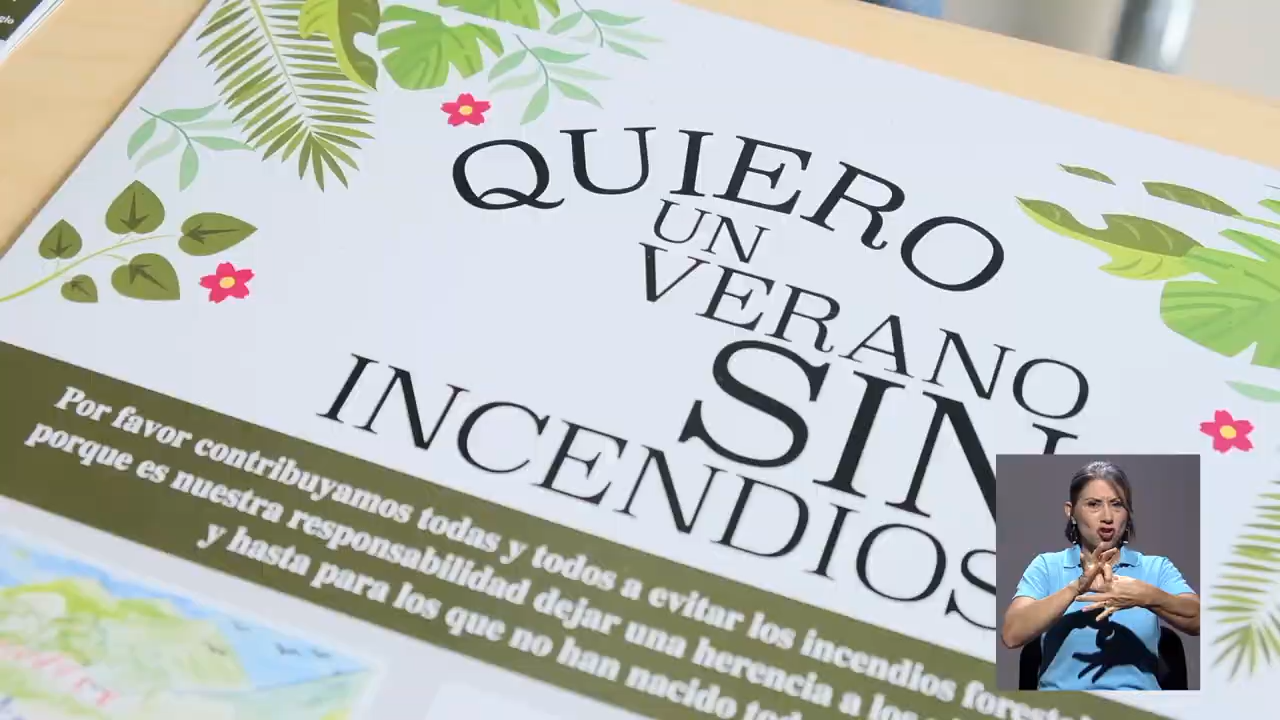 QUIERO
UN
VERANO
SIN
INCENDIOS
Por favor contribuyamos todas y todos a evitar los incendios
porque es nuestra responsabilidad dejar una herencia a
y hasta para los que no han nacido